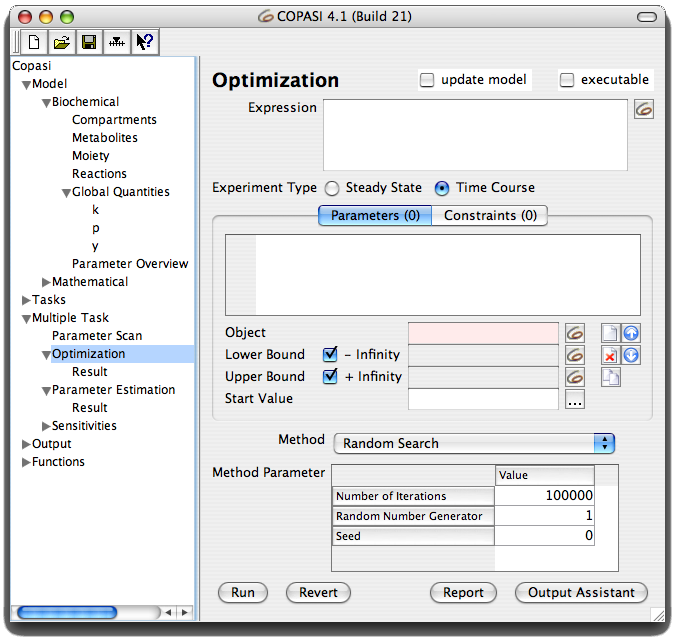 COPASI 4.1 (Build 21)
Copasi
Model
Biochemical
Compartments
Metabolites
Moiety
Reactions
Global Quantities
k
p
y
Parameter Overview
Mathematical
Tasks
Multiple Task
Parameter Scan
Optimization
Result
Parameter Estimation
Result
Sensitivities
Output
Functions
Optimization update model executable
Expression
Experiment Type Steady State Time Course
Parameters (0) Constraints (0)
Object
Lower Bound - Infinity
Upper Bound + Infinity
Start Value ...
Method Random Search
Method Parameter Value
Number of Iterations 100000
Random Number Generator 1
Seed 0
Run Revert Report Output Assistant